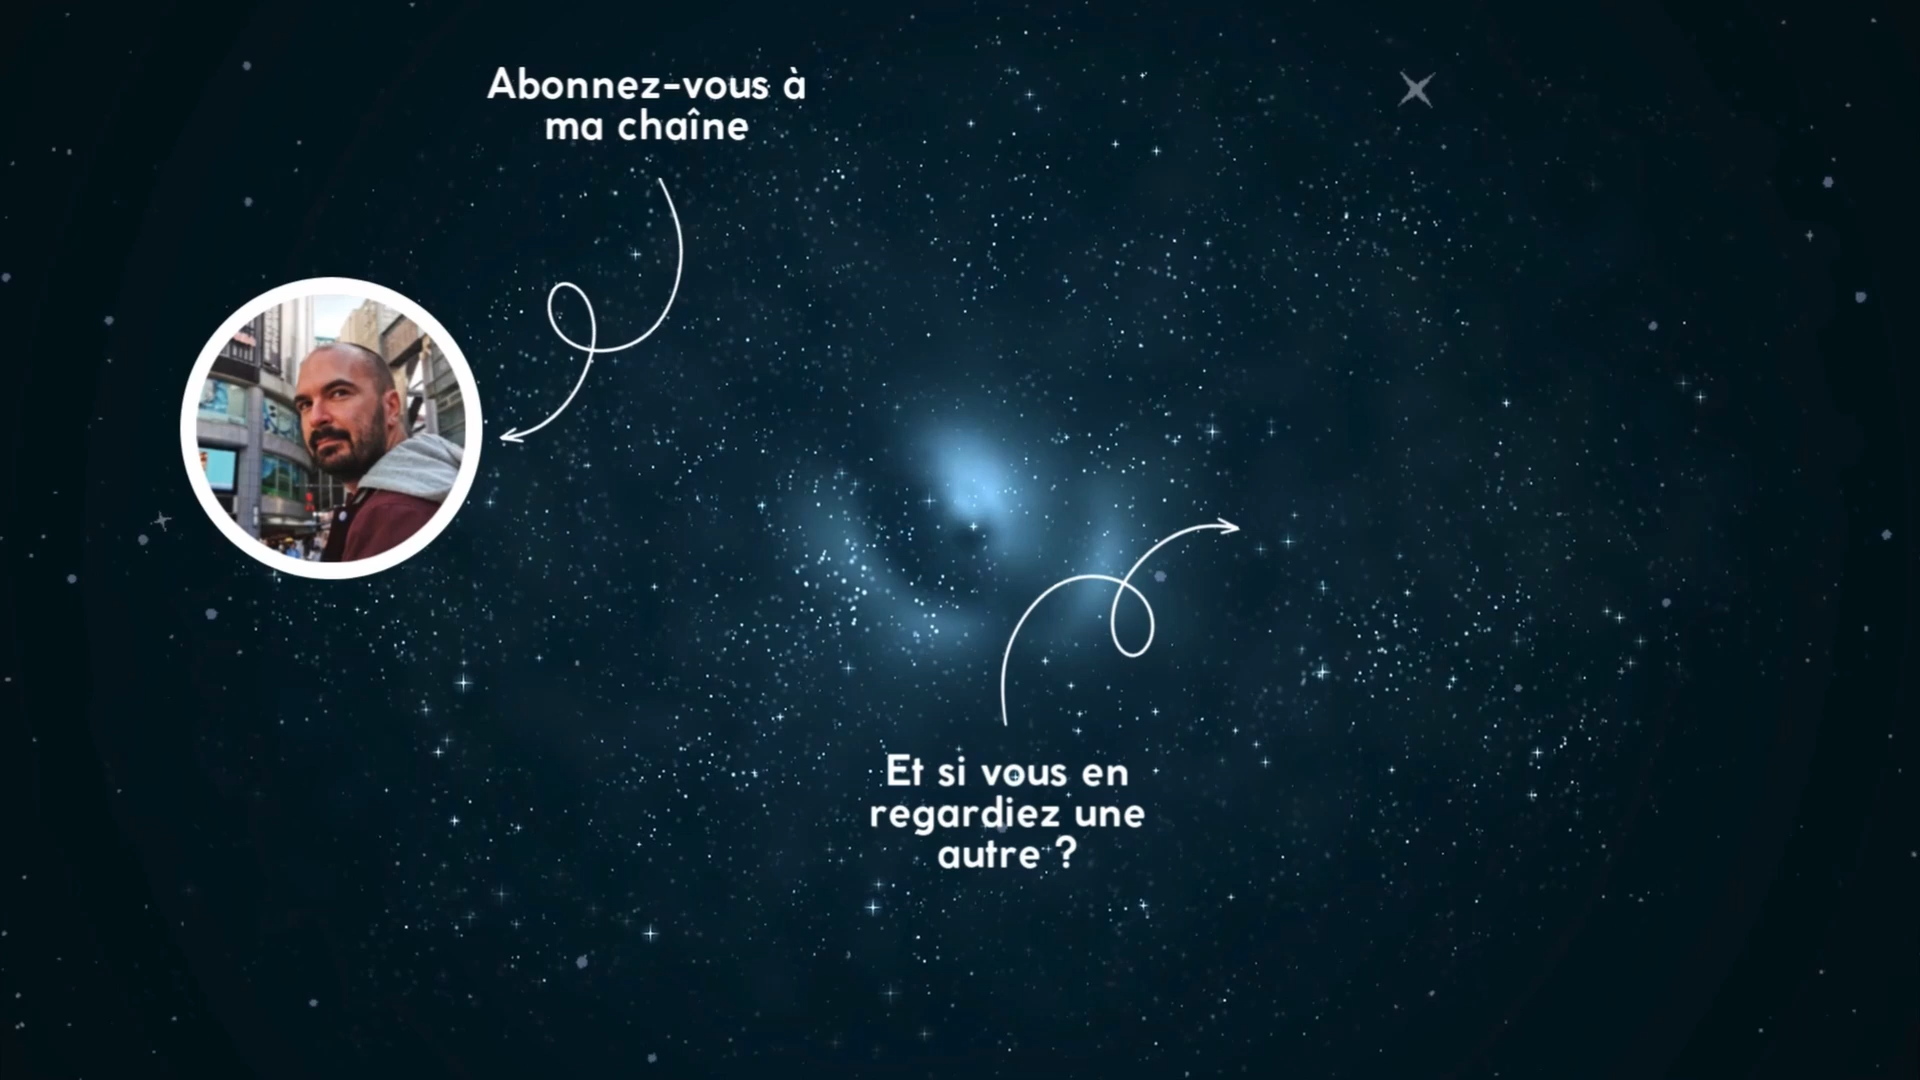 Abonnez-vous à
ma chaîne
Et si vous en
regardiez une
autre ?